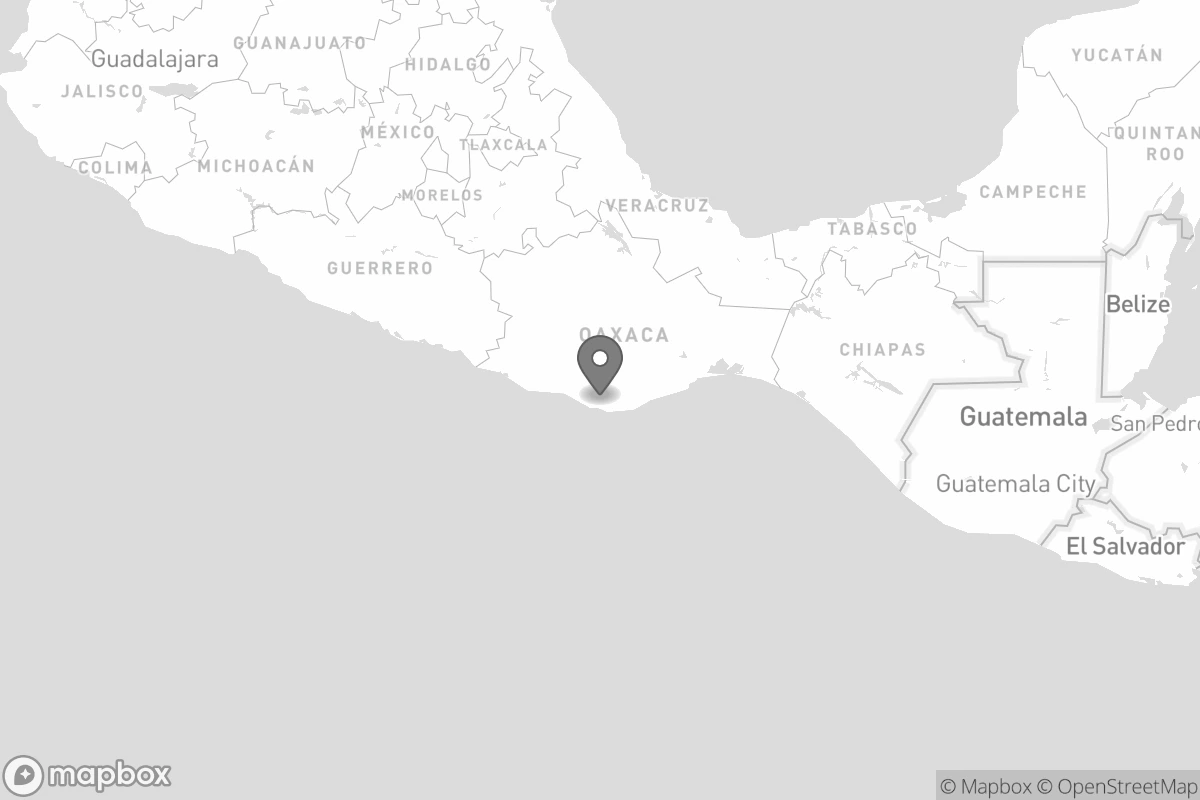 GUANAJUATO
Guadalajara
HIDALGO
YUCATÁN
JALISCO
MÉXICO
QUINTAN
ROO
TLAXCALA
COLIMA
MICHOACÁN
MORELOS
CAMPECHE
VERACRUZ
TABASCO
GUERRERO
Belize
OAXACA
CHIAPAS
Guatemala
San Pedro
Guatemala City
El Salvador
mapbox
© Mapbox © OpenStreetMap